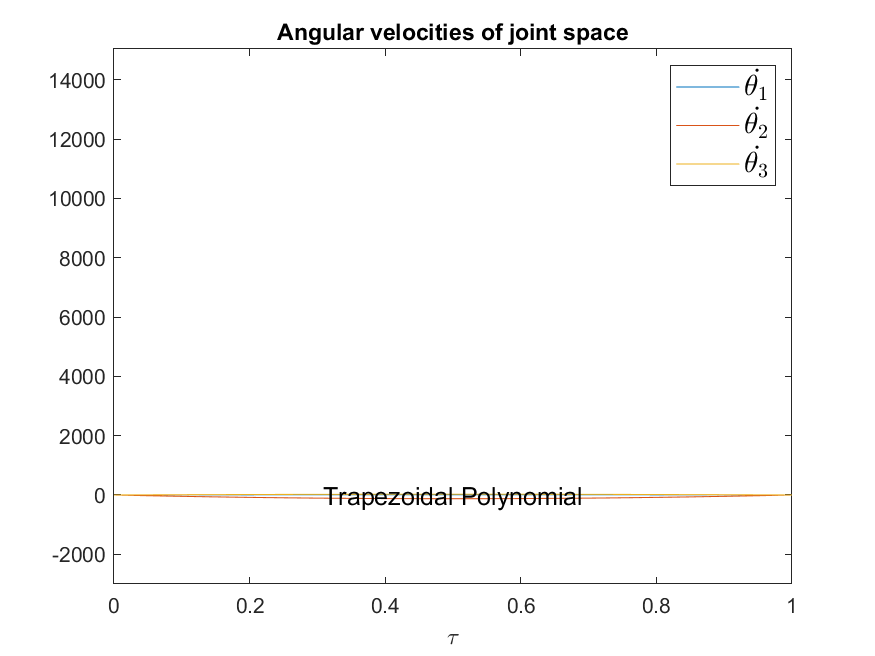 Angular velocities of joint space
14000
12000
10000
8000
6000
4000
2000
0
-2000
θ̇₁
θ̇₂
θ̇₃
Trapezoidal Polynomial
0 0.2 0.4 0.6 0.8 1
τ